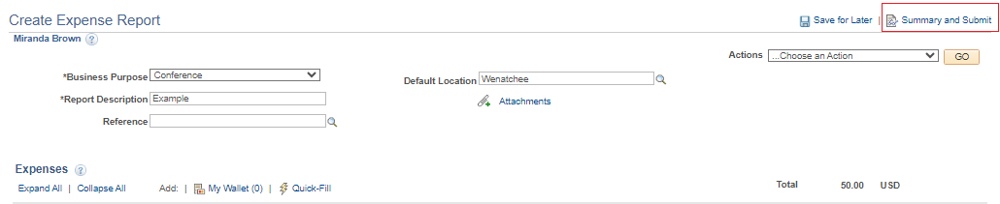 Create Expense Report
Save for Later | Summary and Submit
Miranda Brown ?
Actions ...Choose an Action GO
*Business Purpose Conference
Default Location Wenatchee
*Report Description Example
Attachments
Reference
Expenses ?
Expand All | Collapse All Add: | My Wallet (0) | Quick-Fill
Total 50.00 USD